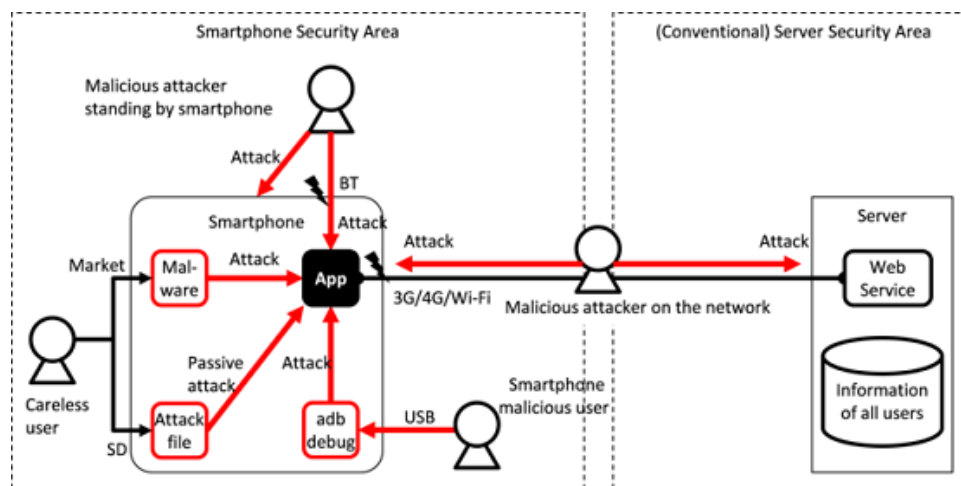 Smartphone Security Area
(Conventional) Server Security Area
Malicious attacker
standing by smartphone
Attack
BT
Smartphone
Attack
Server
Attack
Attack
Market
Mal-
ware
Attack
App
Web
Service
3G/4G/Wi-Fi
Malicious attacker on the network
Passive
attack
Attack
Smartphone
malicious user
Careless
user
SD
Attack
file
adb
debug
USB
Information
of all users